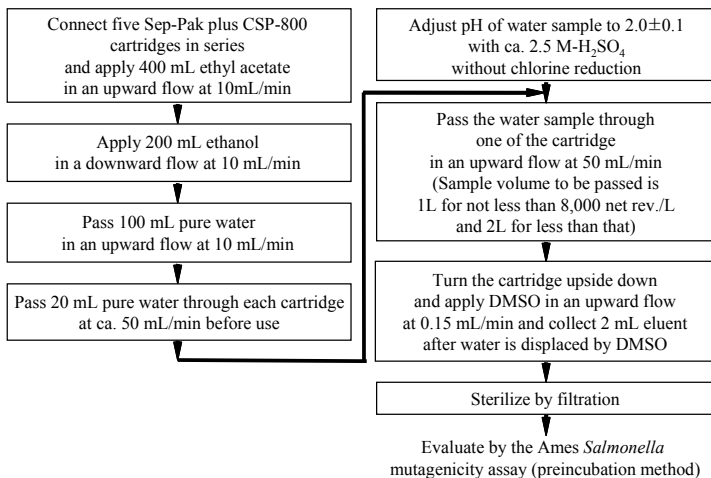 Connect five Sep-Pak plus CSP-800
cartridges in series
and apply 400 mL ethyl acetate
in an upward flow at 10mL/min
Apply 200 mL ethanol
in a downward flow at 10 mL/min
Pass 100 mL pure water
in an upward flow at 10 mL/min
Pass 20 mL pure water through each cartridge
at ca. 50 mL/min before use
Adjust pH of water sample to 2.0±0.1
with ca. 2.5 M-H₂SO₄
without chlorine reduction
Pass the water sample through
one of the cartridge
in an upward flow at 50 mL/min
(Sample volume to be passed is
1L for not less than 8,000 net rev./L
and 2L for less than that)
Turn the cartridge upside down
and apply DMSO in an upward flow
at 0.15 mL/min and collect 2 mL eluent
after water is displaced by DMSO
Sterilize by filtration
Evaluate by the Ames Salmonella
mutagenicity assay (preincubation method)